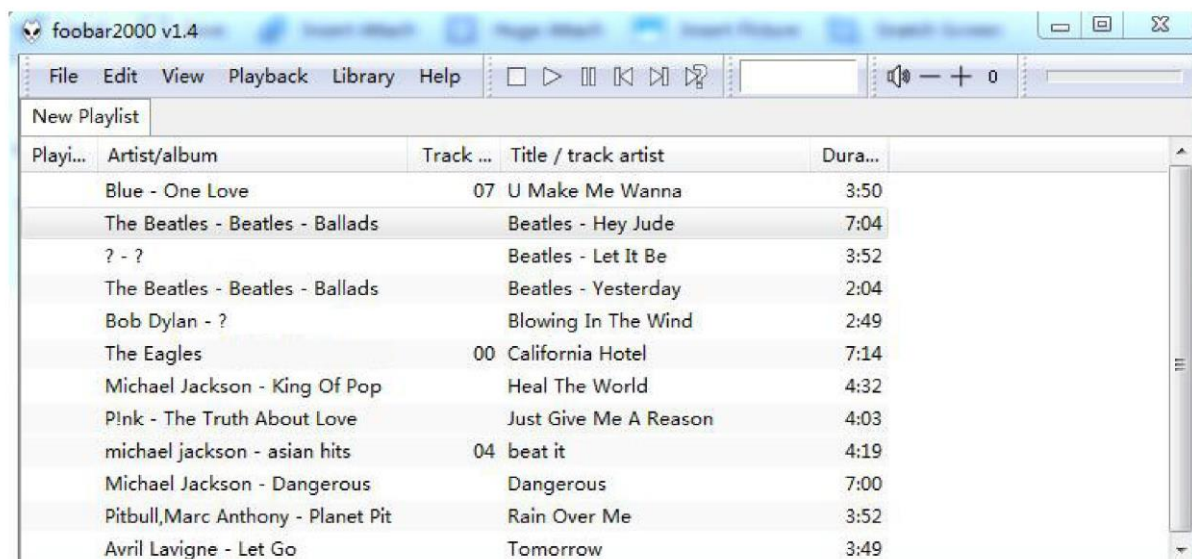 foobar2000 v1.4
File Edit View Playback Library Help 0
New Playlist
Playi... Artist/album Track ... Title / track artist Dura...
Blue - One Love 07 U Make Me Wanna 3:50
The Beatles - Beatles - Ballads Beatles - Hey Jude 7:04
? - ? Beatles - Let It Be 3:52
The Beatles - Beatles - Ballads Beatles - Yesterday 2:04
Bob Dylan - ? Blowing In The Wind 2:49
The Eagles 00 California Hotel 7:14
Michael Jackson - King Of Pop Heal The World 4:32
P!nk - The Truth About Love Just Give Me A Reason 4:03
michael jackson - asian hits 04 beat it 4:19
Michael Jackson - Dangerous Dangerous 7:00
Pitbull,Marc Anthony - Planet Pit Rain Over Me 3:52
Avril Lavigne - Let Go Tomorrow 3:49